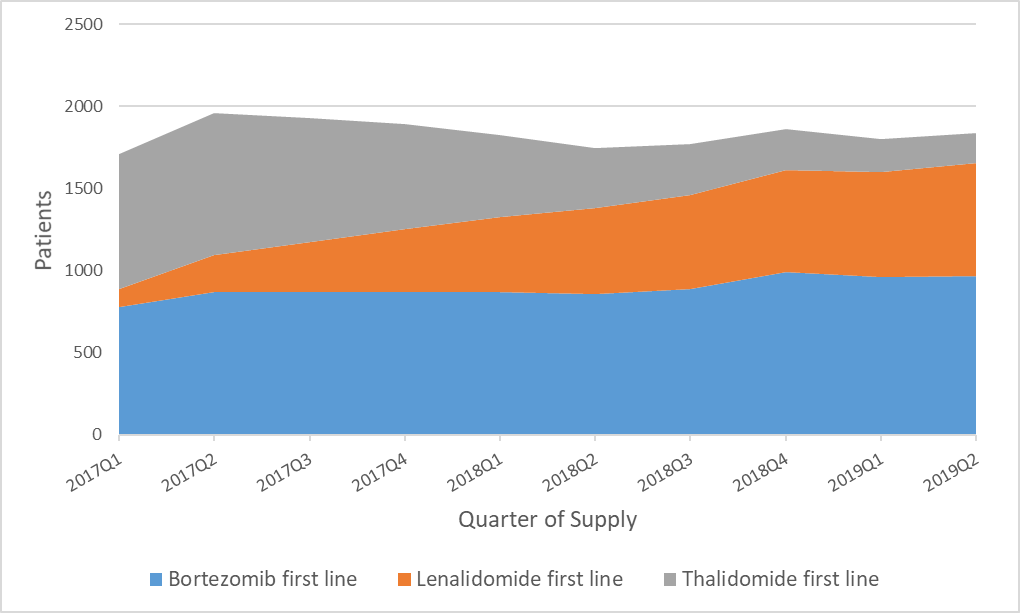 2500
2000
1500
1000
500
0
Patients
2017Q1
2017Q2
2017Q3
2017Q4
2018Q1
2018Q2
2018Q3
2018Q4
2019Q1
2019Q2
Quarter of Supply
Bortezomib first line
Lenalidomide first line
Thalidomide first line